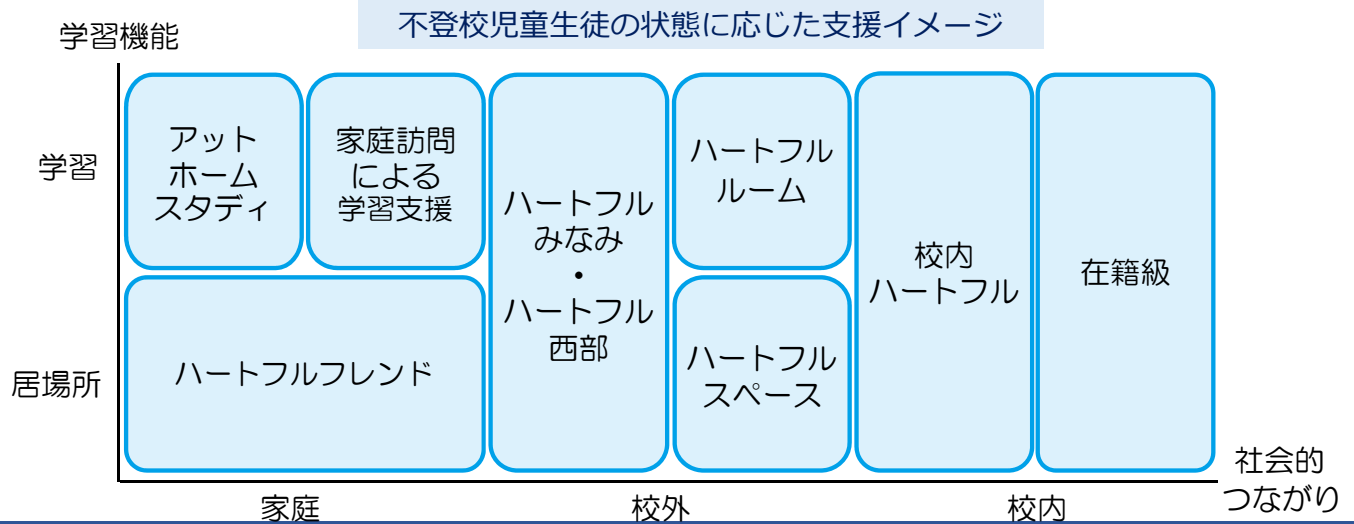 不登校児童生徒の状態に応じた支援イメージ
学習機能
学習
居場所
アット
ホーム
スタディ
家庭訪問
による
学習支援
ハートフルフレンド
ハートフル
みなみ
・
ハートフル
西部
ハートフル
ルーム
ハートフル
スペース
校内
ハートフル
在籍級
家庭
校外
校内
社会的
つながり